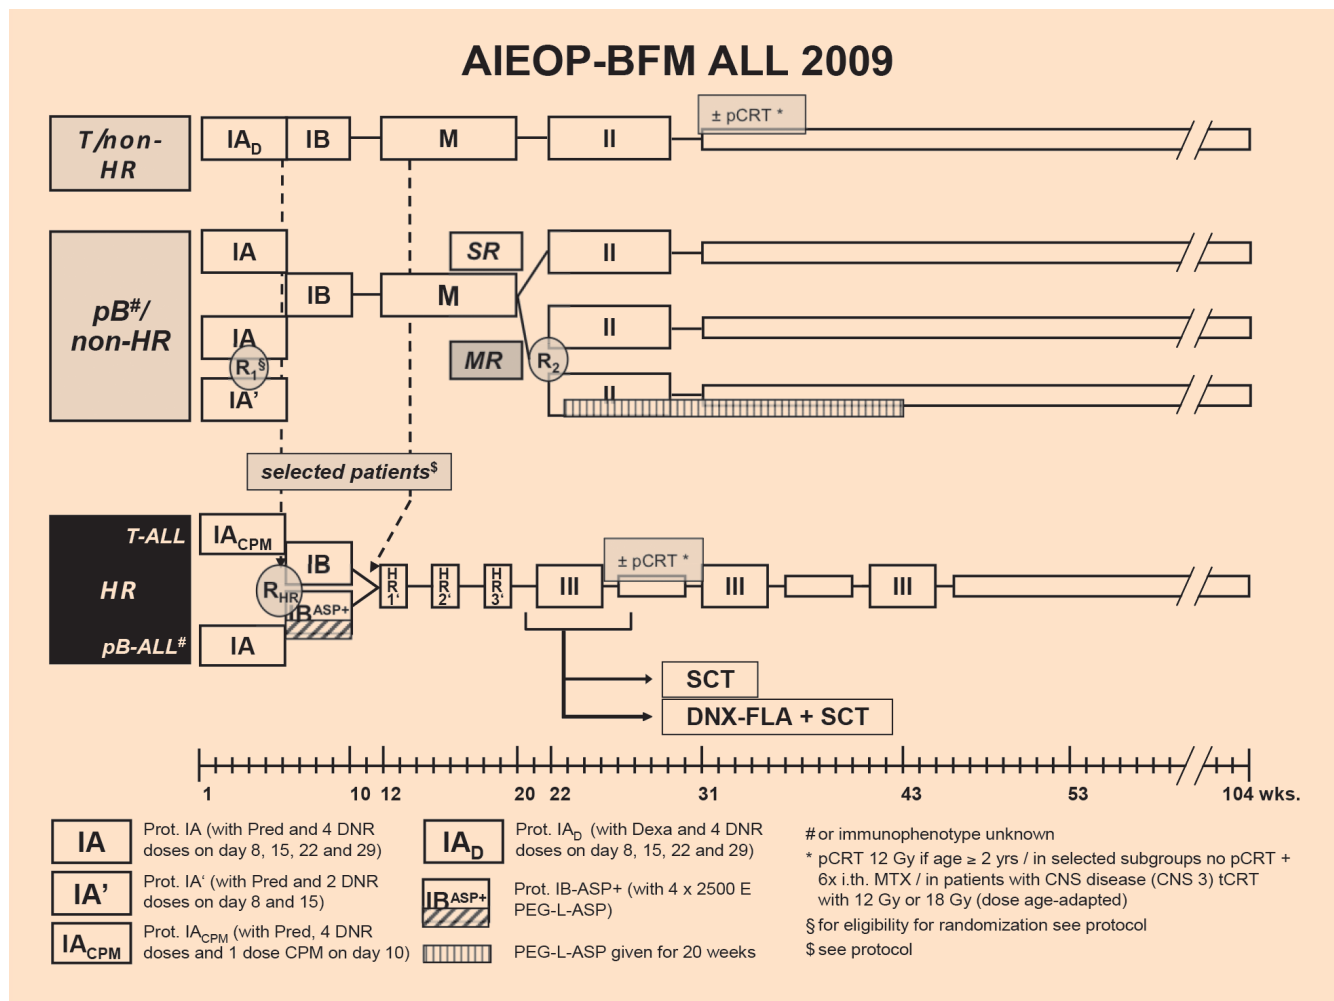 AIEOP-BFM ALL 2009
± pCRT *
T/non-
HR
IAD
IB
M
II
IA
SR
II
pB#/
non-HR
IB
M
IA
II
R1§
MR
R2
IA’
II
selected patients$
T-ALL
IACPM
IB
± pCRT *
HR
RHR
HR1‘
HR2‘
HR3‘
III
III
III
IBASP+
pB-ALL#
IA
SCT
DNX-FLA + SCT
1 10 12 20 22 31 43 53 104 wks.
IA
Prot. IA (with Pred and 4 DNR
doses on day 8, 15, 22 and 29)
IA’
Prot. IA‘ (with Pred and 2 DNR
doses on day 8 and 15)
IACPM
Prot. IACPM (with Pred, 4 DNR
doses and 1 dose CPM on day 10)
IAD
Prot. IAD (with Dexa and 4 DNR
doses on day 8, 15, 22 and 29)
IBASP+
Prot. IB-ASP+ (with 4 x 2500 E
PEG-L-ASP)
PEG-L-ASP given for 20 weeks
# or immunophenotype unknown
* pCRT 12 Gy if age ≥ 2 yrs / in selected subgroups no pCRT +
6x i.th. MTX / in patients with CNS disease (CNS 3) tCRT
with 12 Gy or 18 Gy (dose age-adapted)
§ for eligibility for randomization see protocol
$ see protocol